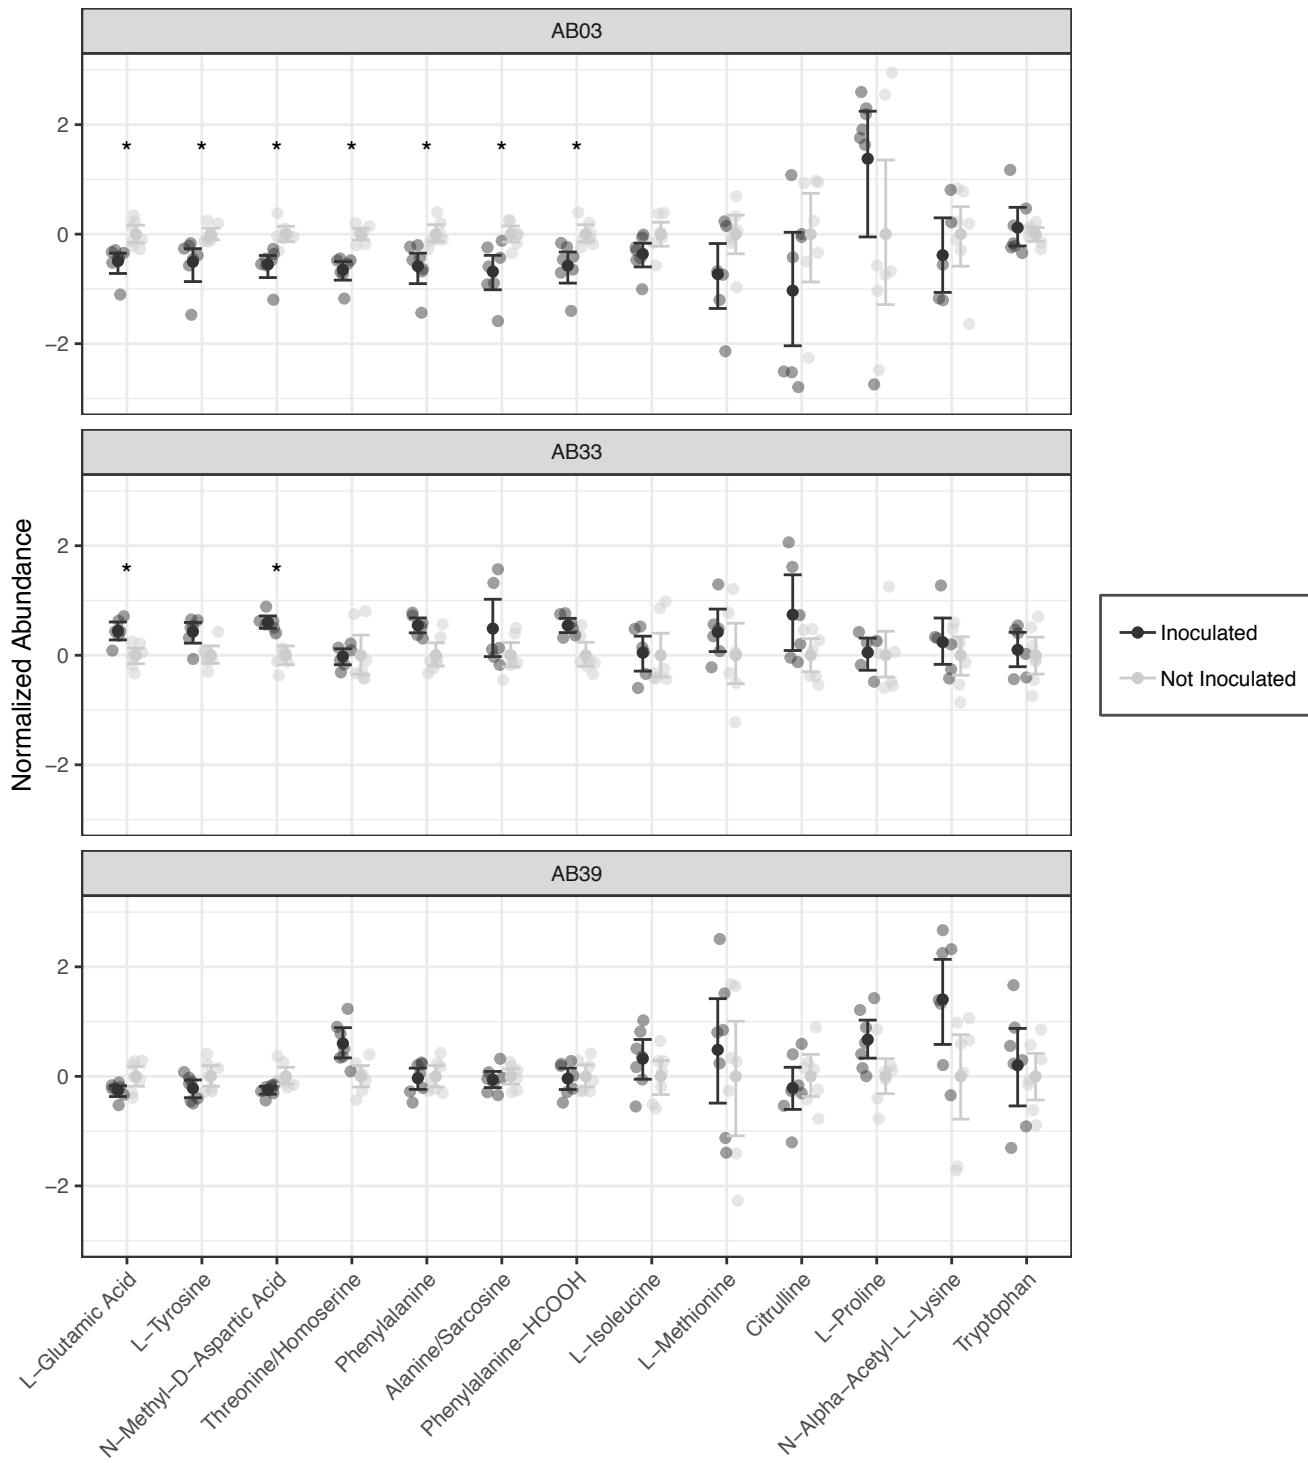 AB03
2
* * * * * * *
0
−2
AB33
2
* *
0
−2
Normalized Abundance
Inoculated
Not Inoculated
AB39
2
0
−2
L−Glutamic Acid
L−Tyrosine
N−Methyl−D−Aspartic Acid
Threonine/Homoserine
Phenylalanine
Alanine/Sarcosine
Phenylalanine−HCOOH
L−Isoleucine
L−Methionine
Citrulline
L−Proline
N−Alpha−Acetyl−L−Lysine
Tryptophan